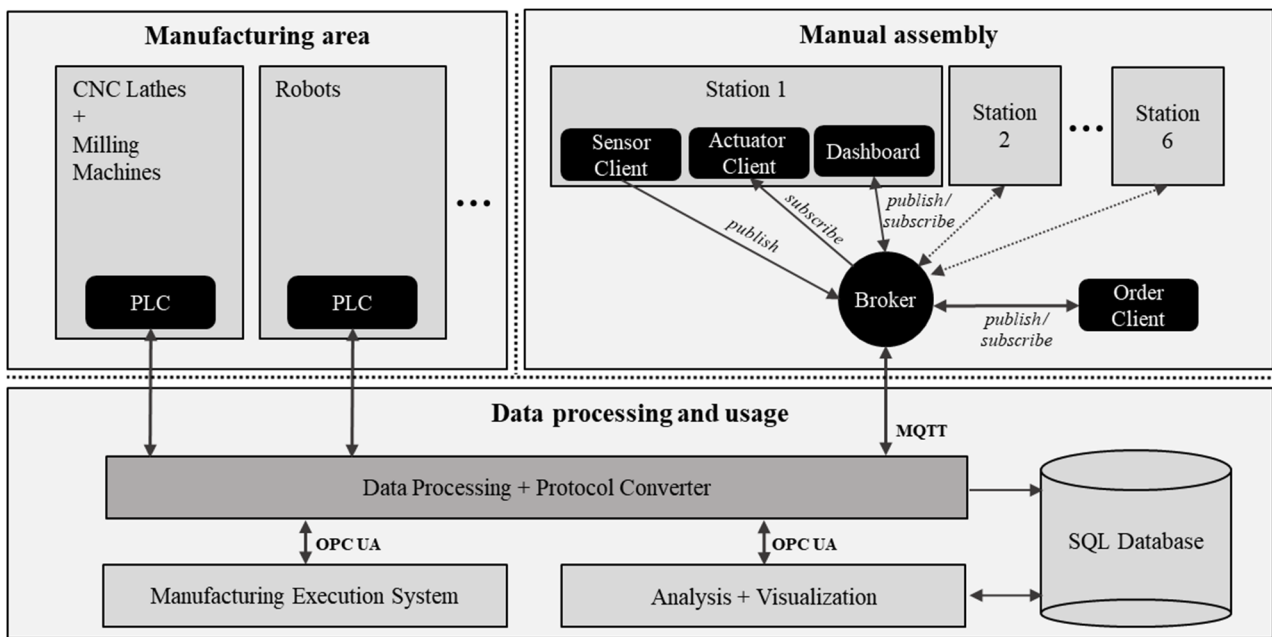 Manufacturing area
CNC Lathes
+
Milling
Machines
PLC
Robots
PLC
...
Manual assembly
Station 1
Sensor
Client
Actuator
Client
Dashboard
Station
2
...
Station
6
publish
subscribe
publish/
subscribe
Broker
publish/
subscribe
Order
Client
Data processing and usage
MQTT
Data Processing + Protocol Converter
OPC UA
OPC UA
Manufacturing Execution System
Analysis + Visualization
SQL Database